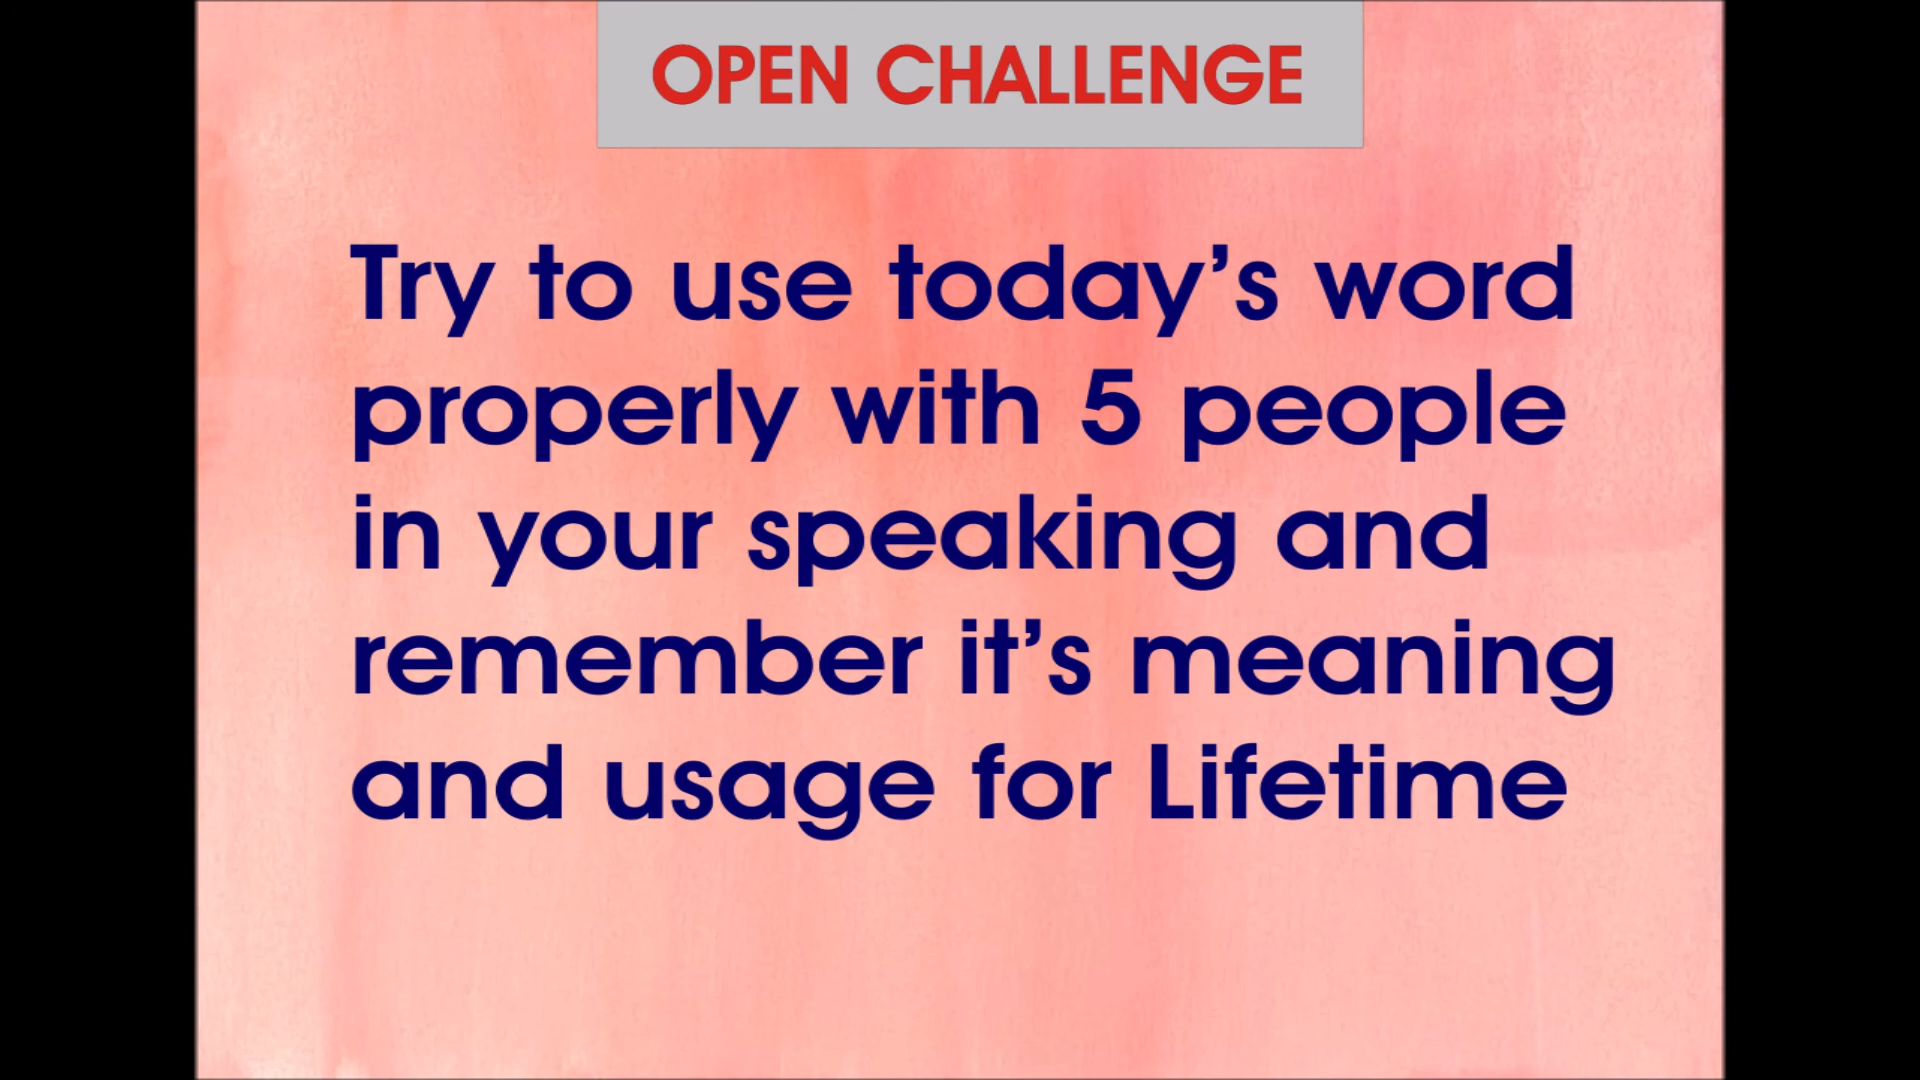 OPEN CHALLENGE
Try to use today’s word
properly with 5 people
in your speaking and
remember it’s meaning
and usage for Lifetime